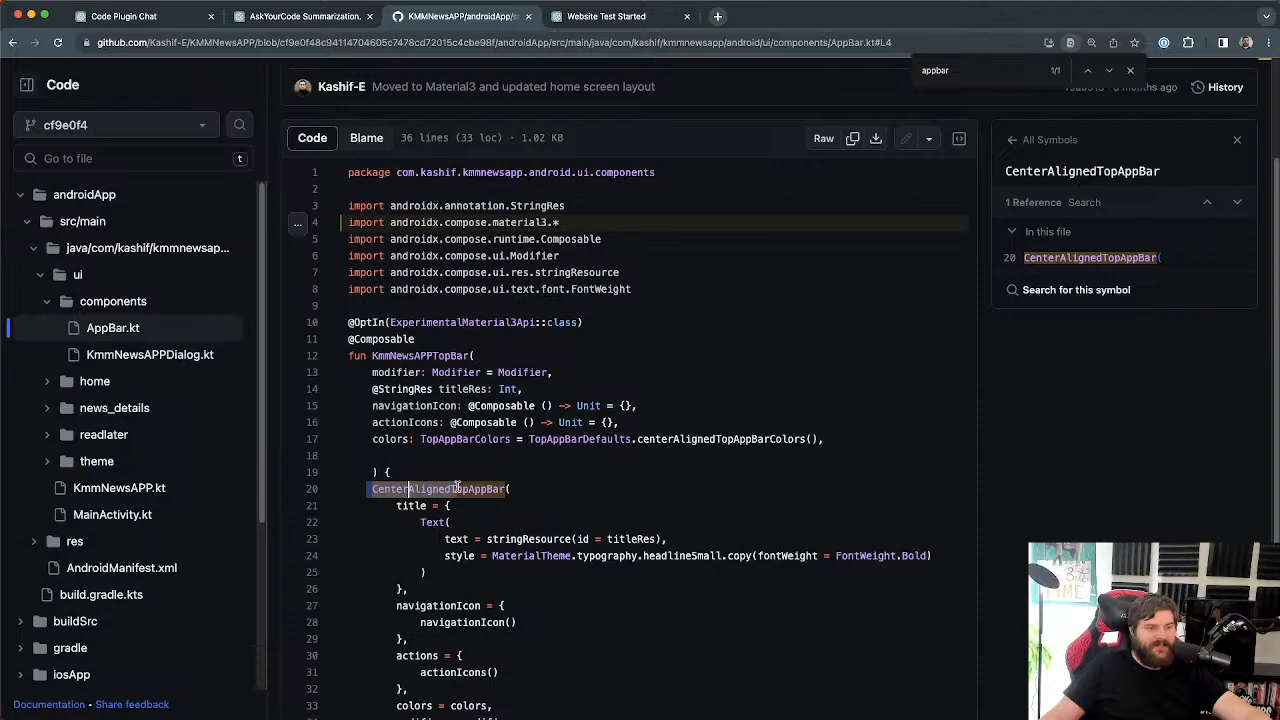 Code Plugin Chat
AskYourCode Summarization.
KMMNewsAPP/androidApp/s
Website Test Started
github.com/Kashif-E/KMMNewsAPP/blob/cf9e0f48c94114704605c7478cd72015c4cbe98f/androidApp/src/main/java/com/kashif/kmmnewsapp/android/ui/components/AppBar.kt#L4
appbar
1/1
Code
Kashif-E Moved to Material3 and updated home screen layout
months ago
History
cf9e0f4
Code
Blame
36 lines (33 loc) · 1.02 KB
Raw
Go to file
t
androidApp
src/main
java/com/kashif/kmmnewsap...
ui
components
AppBar.kt
KmmNewsAPPDialog.kt
home
news_details
readlater
theme
KmmNewsAPP.kt
MainActivity.kt
res
AndroidManifest.xml
build.gradle.kts
buildSrc
gradle
iosApp
Documentation • Share feedback
1 package com.kashif.kmmnewsapp.android.ui.components
2
3 import androidx.annotation.StringRes
4 import androidx.compose.material3.*
5 import androidx.compose.runtime.Composable
6 import androidx.compose.ui.Modifier
7 import androidx.compose.ui.res.stringResource
8 import androidx.compose.ui.text.font.FontWeight
9
10 @OptIn(ExperimentalMaterial3Api::class)
11 @Composable
12 fun KmmNewsAPPTopBar(
13 modifier: Modifier = Modifier,
14 @StringRes titleRes: Int,
15 navigationIcon: @Composable () -> Unit = {},
16 actionIcons: @Composable () -> Unit = {},
17 colors: TopAppBarColors = TopAppBarDefaults.centerAlignedTopAppBarColors(),
18
19 ) {
20 CenterAlignedTopAppBar(
21 title = {
22 Text(
23 text = stringResource(id = titleRes),
24 style = MaterialTheme.typography.headlineSmall.copy(fontWeight = FontWeight.Bold)
25 )
26 },
27 navigationIcon = {
28 navigationIcon()
29 },
30 actions = {
31 actionIcons()
32 },
33 colors = colors,
All Symbols
CenterAlignedTopAppBar
1 Reference Search
In this file
20 CenterAlignedTopAppBar(
Search for this symbol